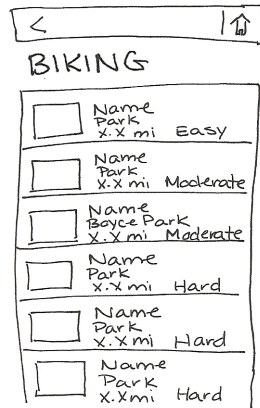 <
BIKING
Name
Park
x.x mi Easy
Name
Park
x.x mi Moderate
Name
Boyce Park
x.x mi Moderate
Name
Park
x.x mi Hard
Name
Park
x.x mi Hard
Name
Park
x.x mi Hard